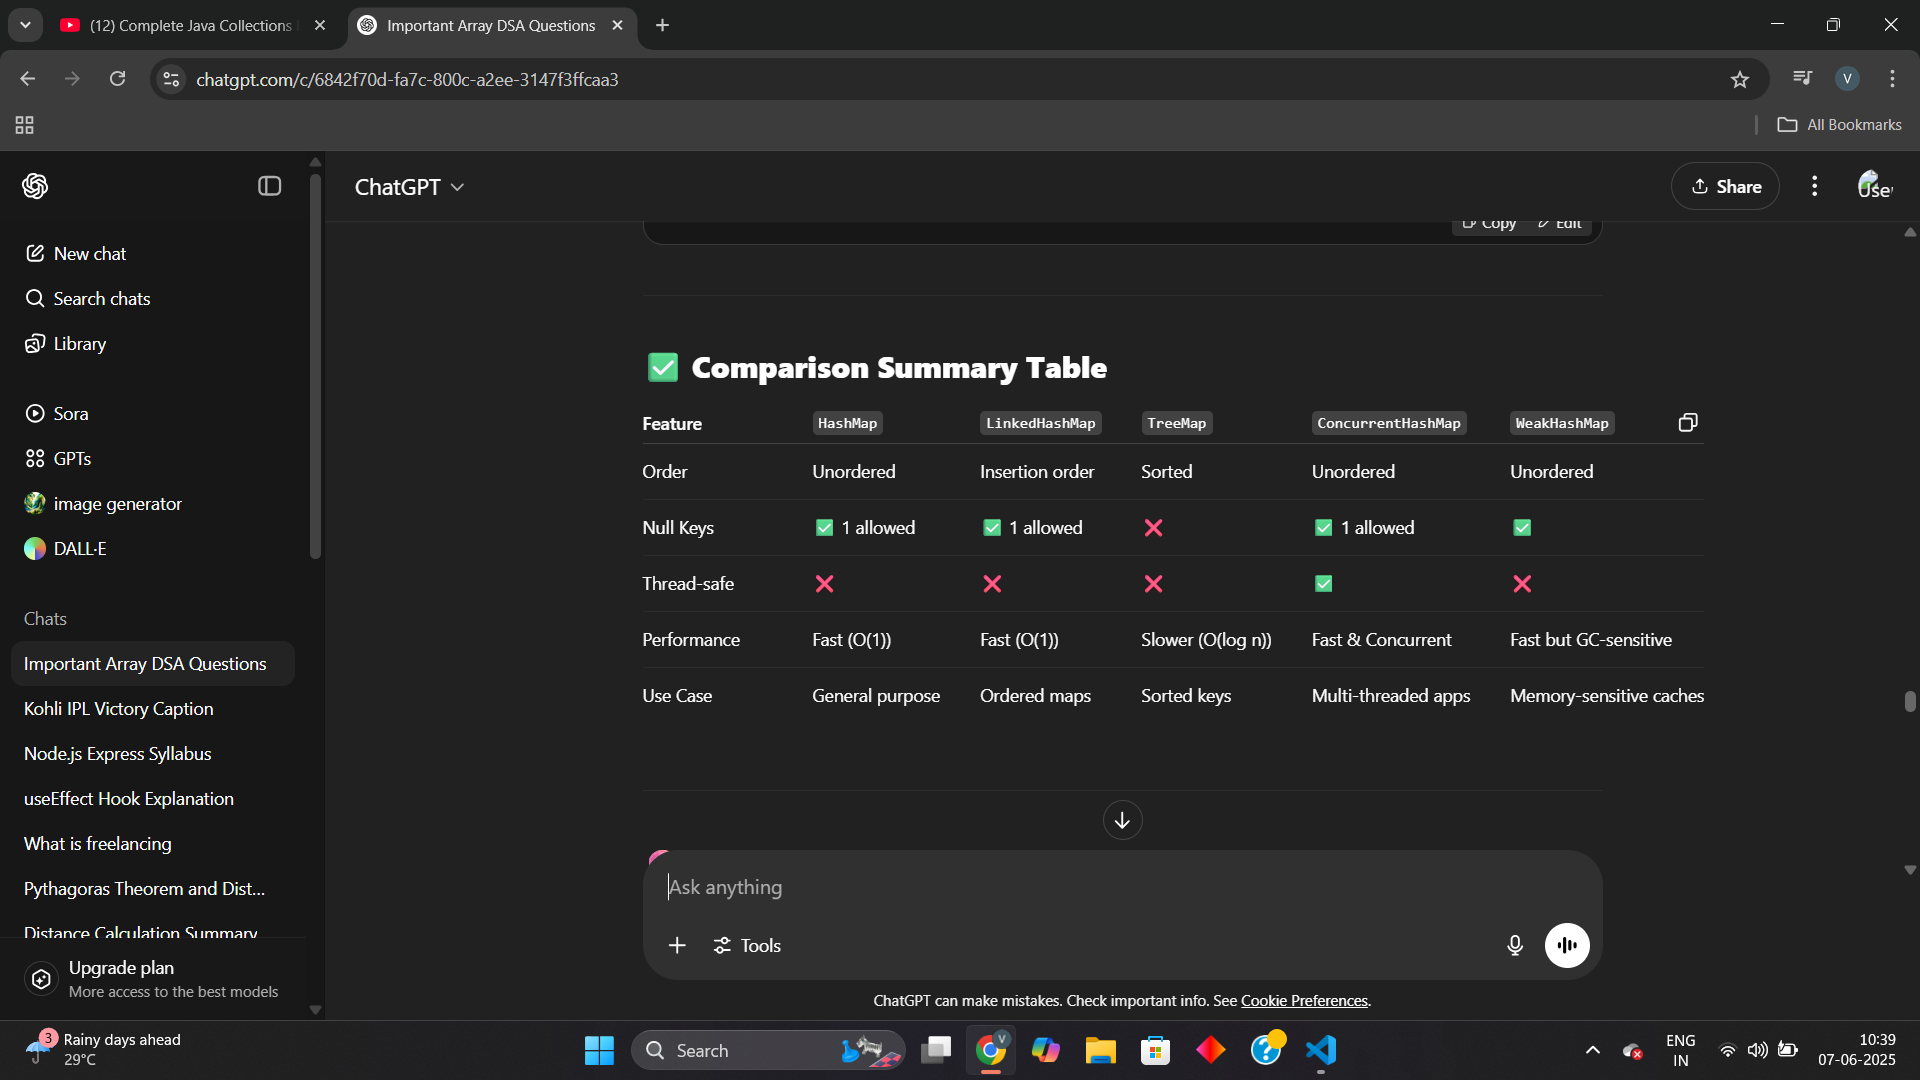 (12) Complete Java Collections
Important Array DSA Questions
chatgpt.com/c/6842f70d-fa7c-800c-a2ee-3147f3ffcaa3
V
All Bookmarks
ChatGPT
Share
User
New chat
Search chats
Library
Sora
GPTs
image generator
DALL·E
Chats
Important Array DSA Questions
Kohli IPL Victory Caption
Node.js Express Syllabus
useEffect Hook Explanation
What is freelancing
Pythagoras Theorem and Dist...
Distance Calculation Summary
Upgrade plan
More access to the best models
Copy Edit
✅ Comparison Summary Table
Feature HashMap LinkedHashMap TreeMap ConcurrentHashMap WeakHashMap
Order Unordered Insertion order Sorted Unordered Unordered
Null Keys ✅ 1 allowed ✅ 1 allowed ❌ ✅ 1 allowed ✅
Thread-safe ❌ ❌ ❌ ✅ ❌
Performance Fast (O(1)) Fast (O(1)) Slower (O(log n)) Fast & Concurrent Fast but GC-sensitive
Use Case General purpose Ordered maps Sorted keys Multi-threaded apps Memory-sensitive caches
Ask anything
Tools
ChatGPT can make mistakes. Check important info. See Cookie Preferences.
3
Rainy days ahead
29°C
Search
V
ENG
IN
10:39
07-06-2025